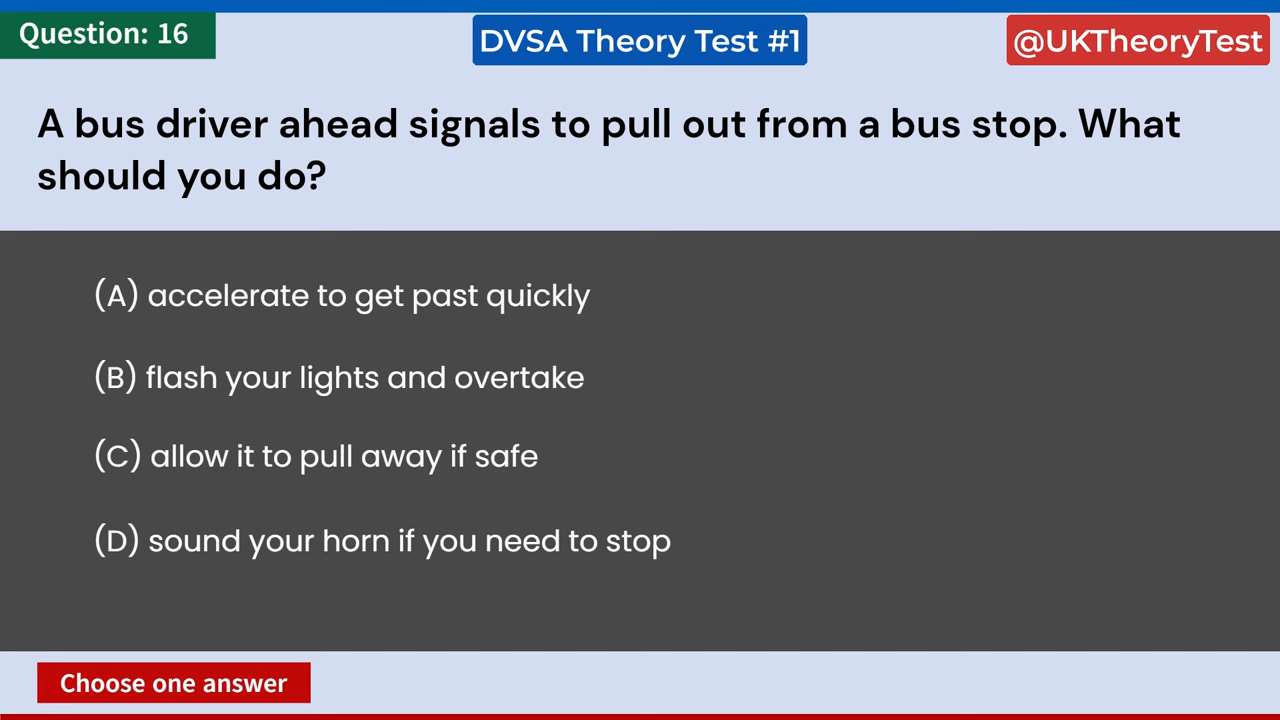 Question: 16
DVSA Theory Test #1
@UKTheoryTest
A bus driver ahead signals to pull out from a bus stop. What
should you do?
(A) accelerate to get past quickly
(B) flash your lights and overtake
(C) allow it to pull away if safe
(D) sound your horn if you need to stop
Choose one answer